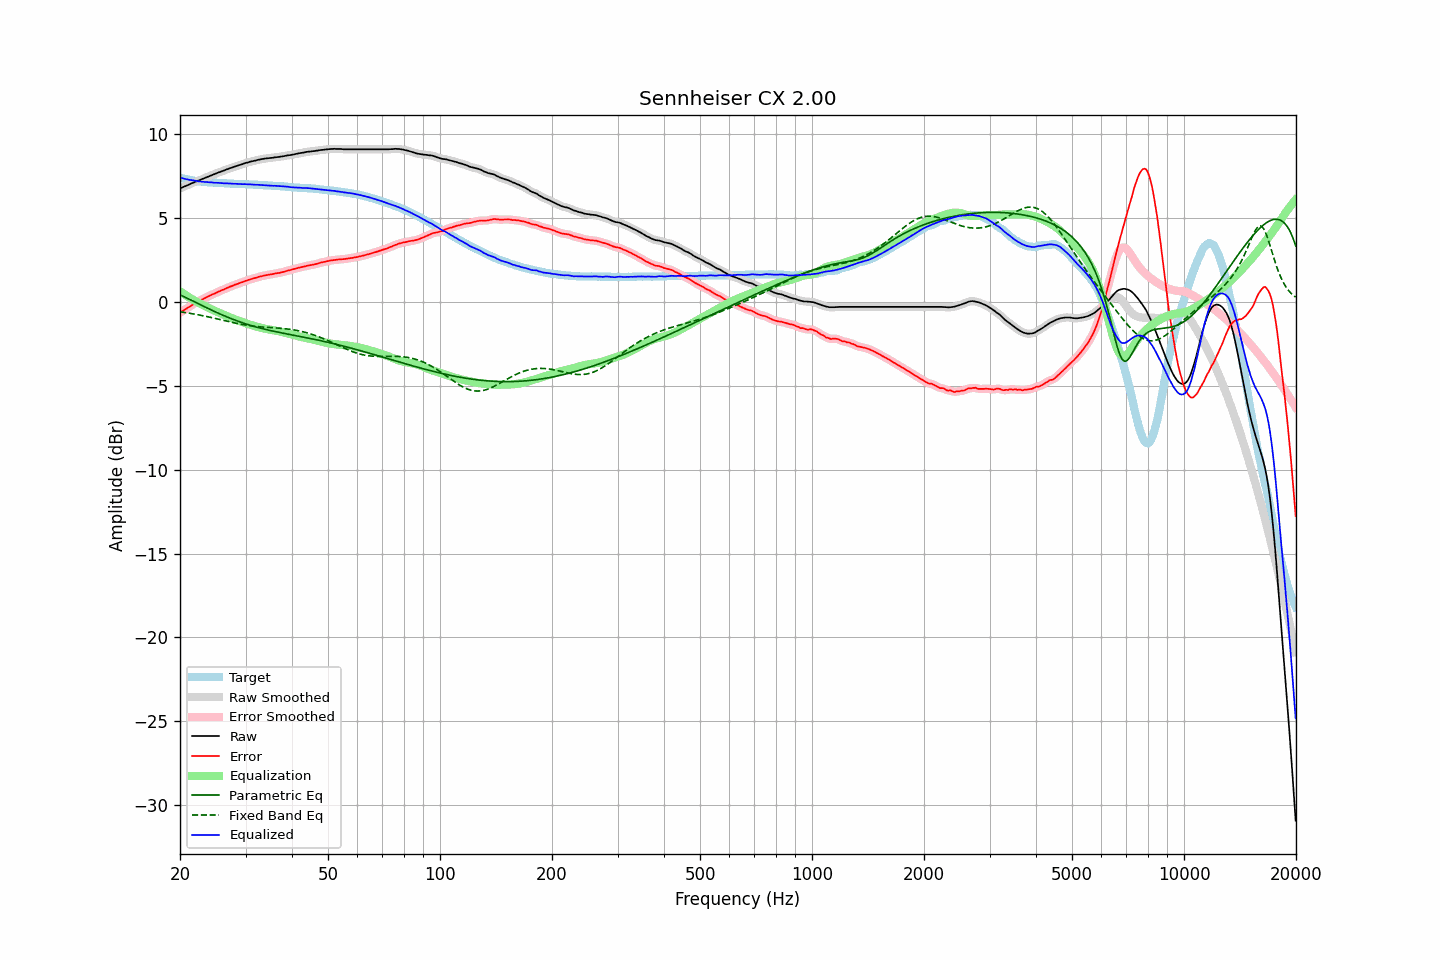 Sennheiser CX 2.00
10
5
0
−5
−10
−15
−20
−25
−30
Amplitude (dBr)
Target
Raw Smoothed
Error Smoothed
Raw
Error
Equalization
Parametric Eq
Fixed Band Eq
Equalized
20 50 100 200 500 1000 2000 5000 10000 20000
Frequency (Hz)